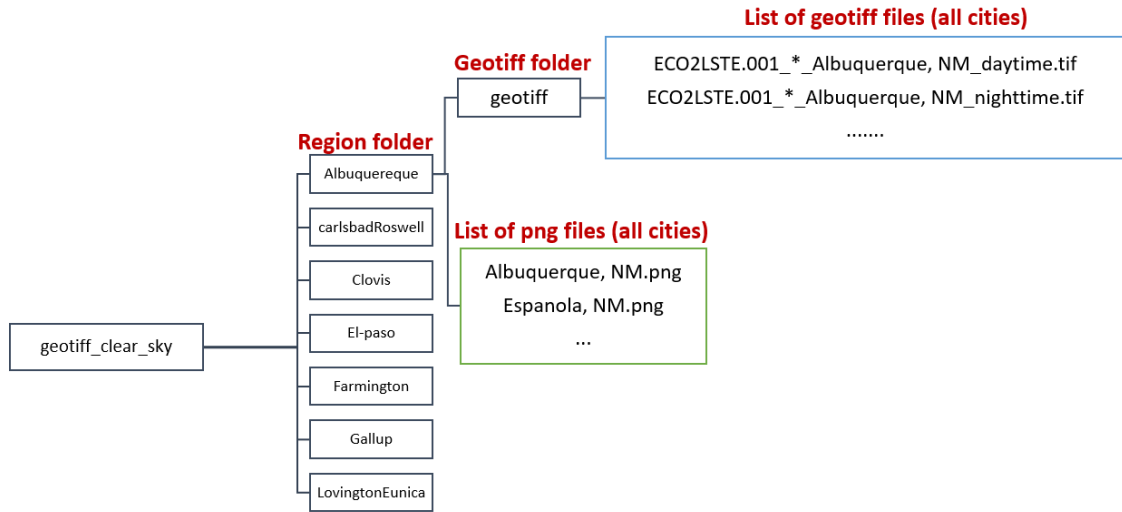 List of geotiff files (all cities)
ECO2LSTE.001_*_Albuquerque, NM_daytime.tif
ECO2LSTE.001_*_Albuquerque, NM_nighttime.tif
.......
Geotiff folder
geotiff
Region folder
Albuquereque
carlsbadRoswell
Clovis
El-paso
Farmington
Gallup
LovingtonEunica
List of png files (all cities)
Albuquerque, NM.png
Espanola, NM.png
...
geotiff_clear_sky